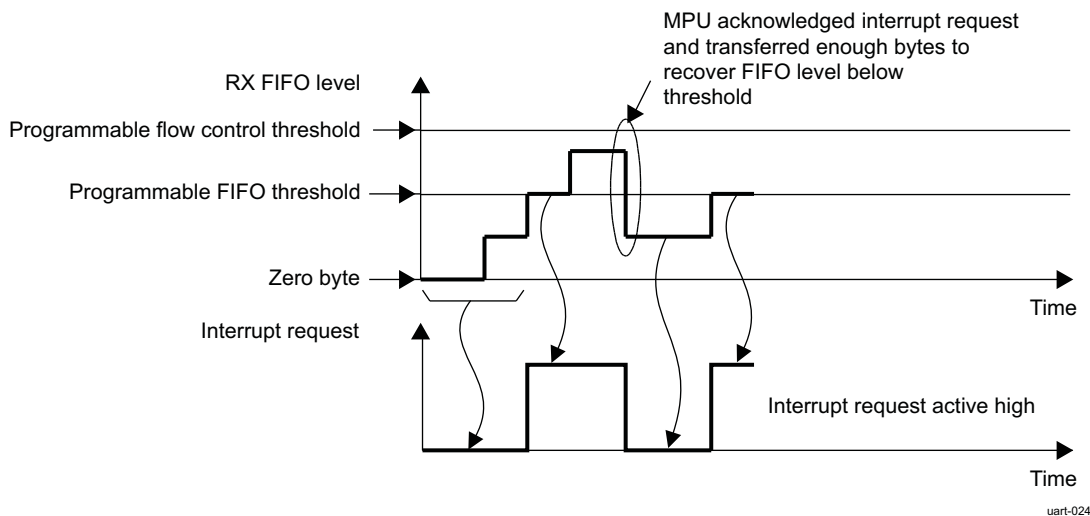 MPU acknowledged interrupt request
and transferred enough bytes to
recover FIFO level below
threshold
RX FIFO level
Programmable flow control threshold
Programmable FIFO threshold
Zero byte
Time
Interrupt request
Interrupt request active high
Time
uart-024